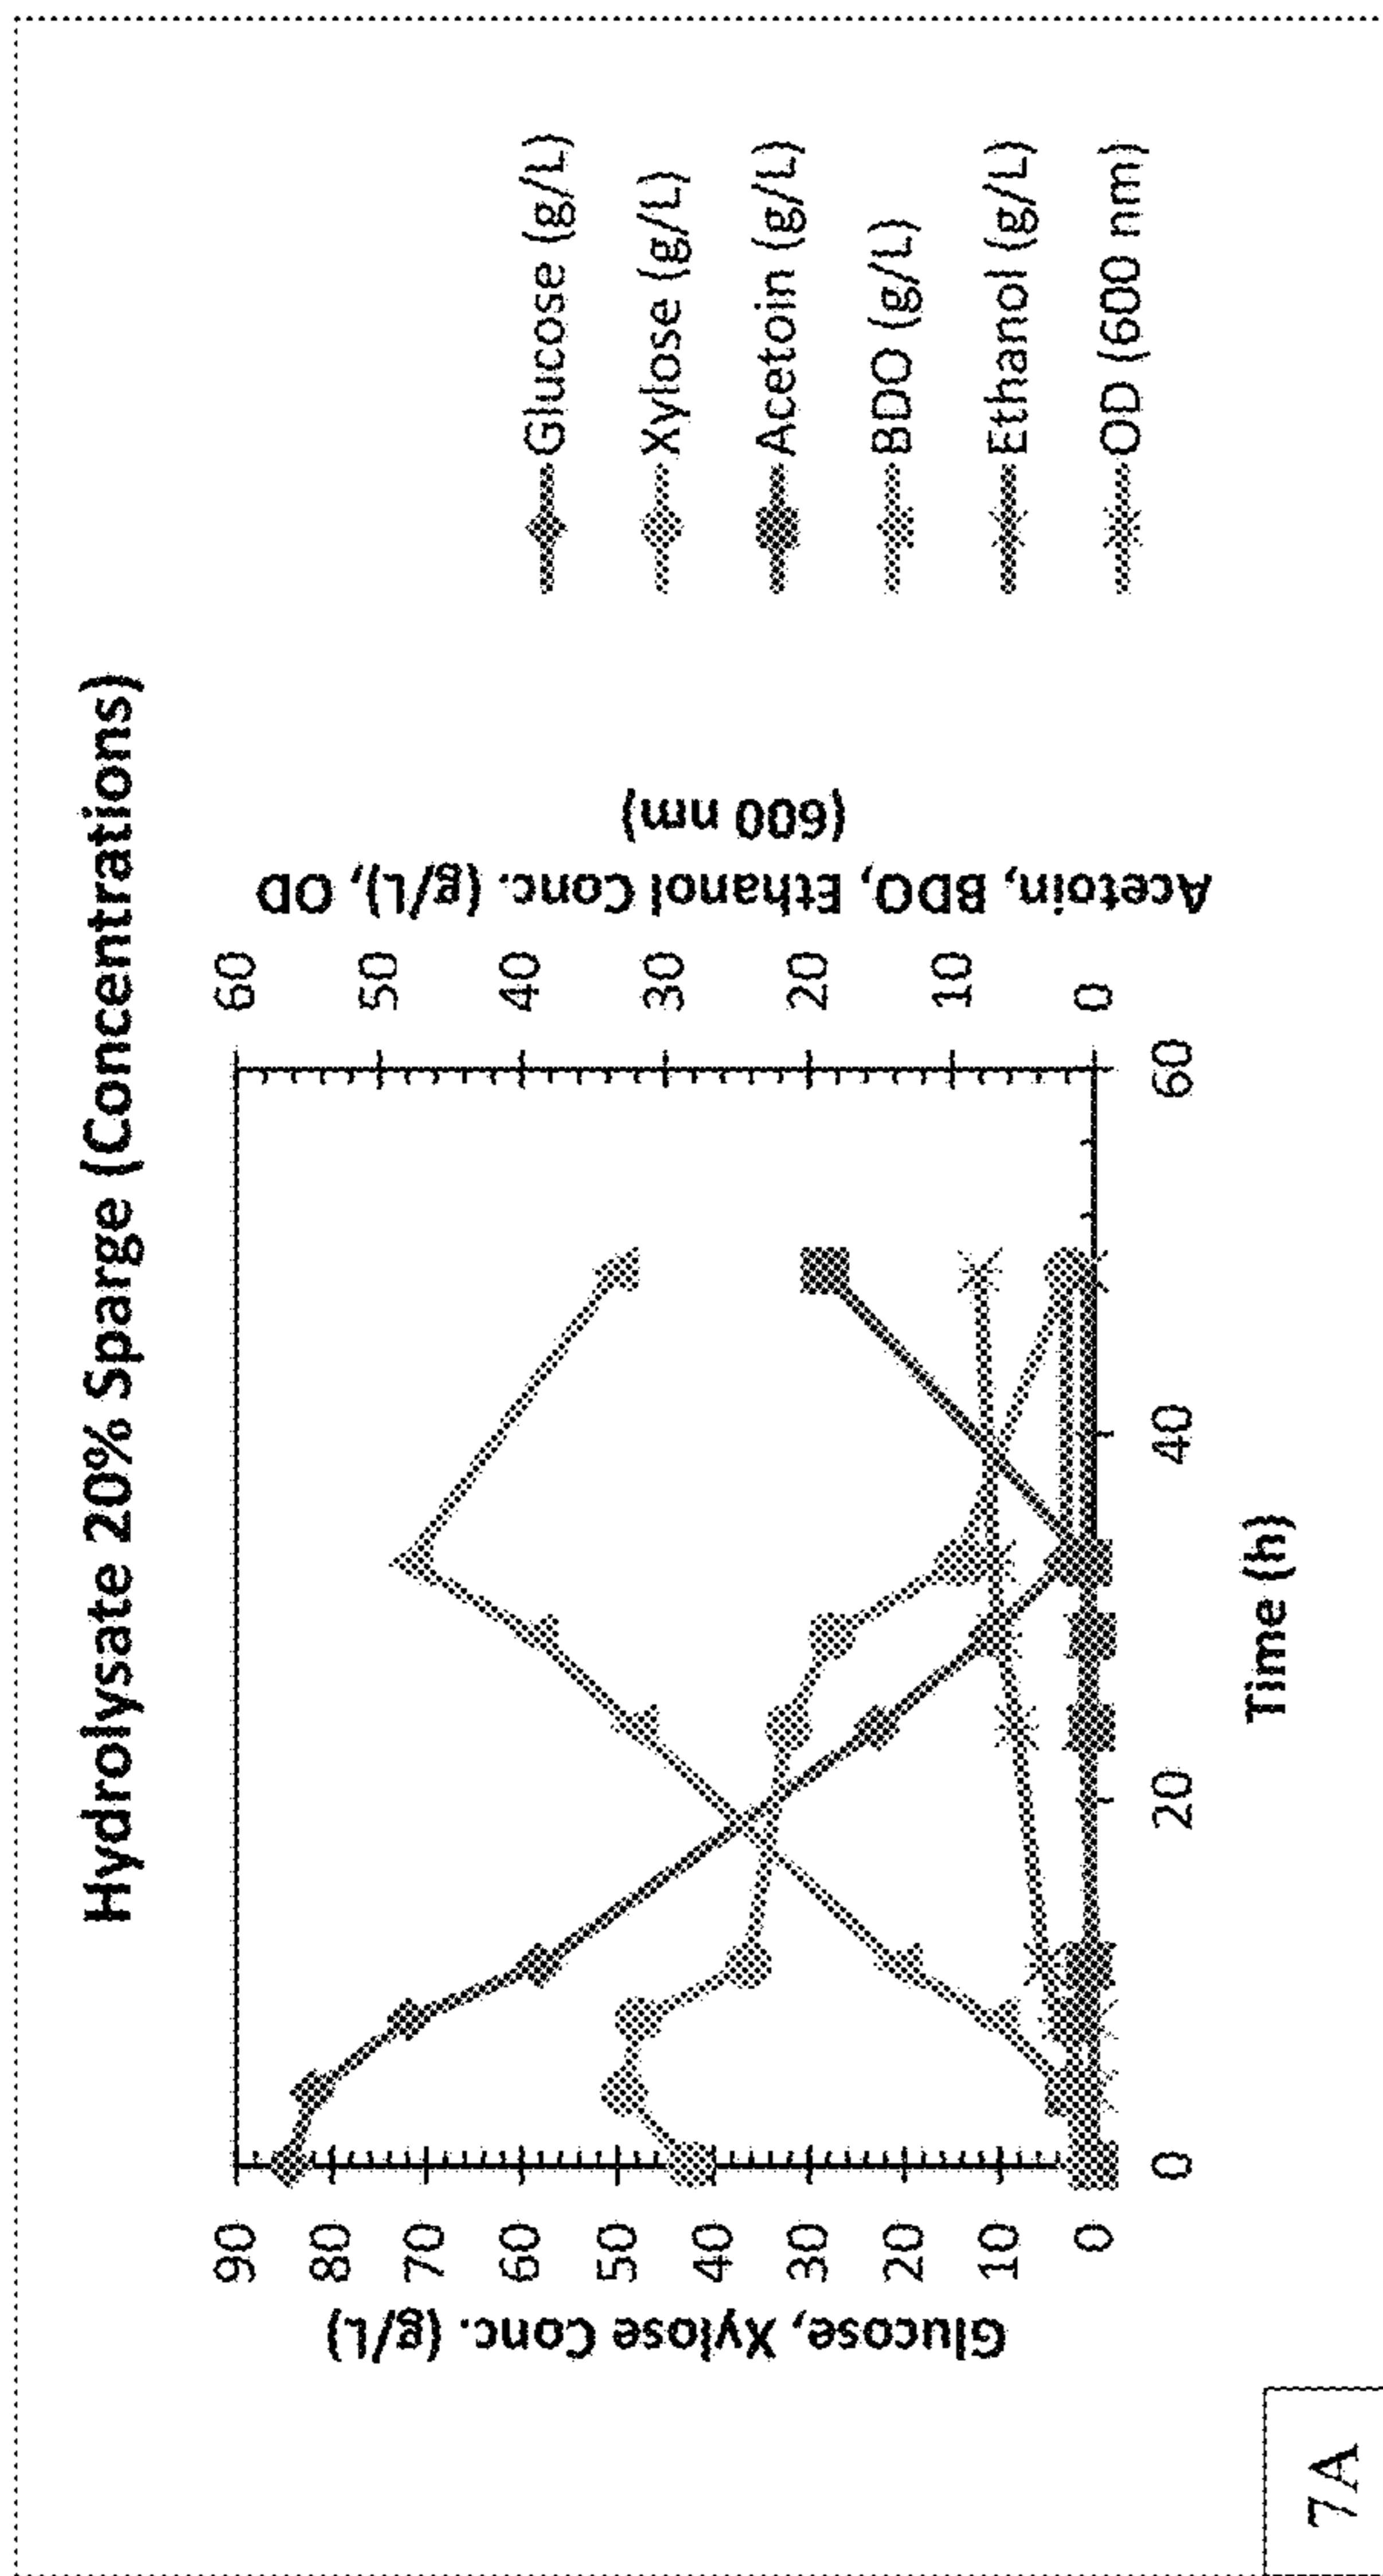 Hydrolysate 20% Sparge (Concentrations)
Glucose, Xylose Conc. (g/L)
90
80
70
60
50
40
30
20
10
0
0
20
40
60
Time (h)
60
50
40
30
20
10
0
Acetoin, BDO, Ethanol Conc. (g/L), OD
(600 nm)
Glucose (g/L)
Xylose (g/L)
Acetoin (g/L)
BDO (g/L)
Ethanol (g/L)
OD (600 nm)
7A